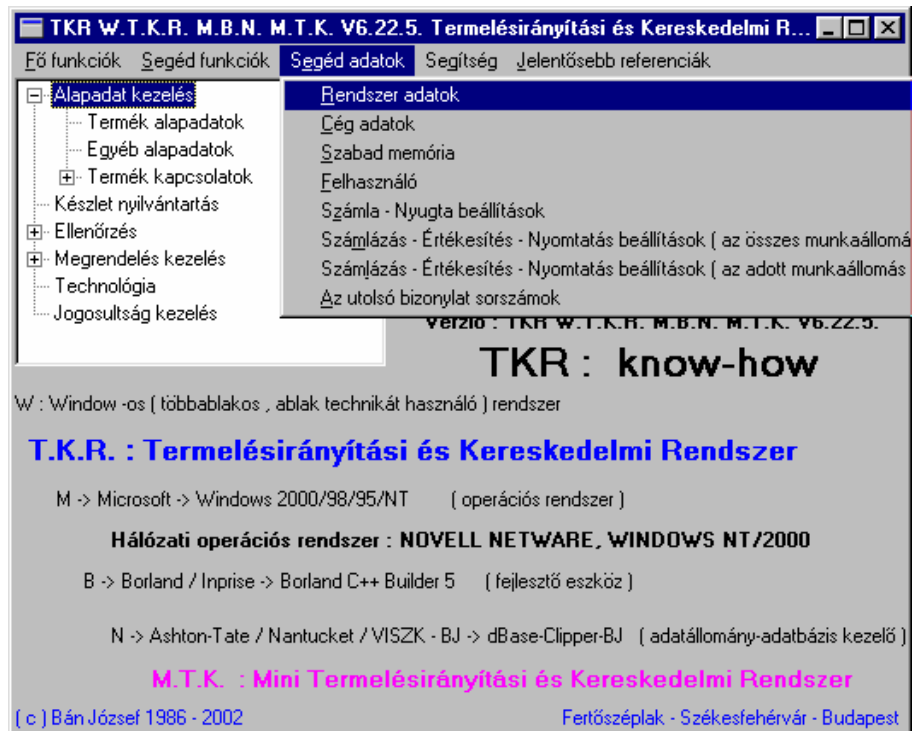 TKR W.T.K.R. M.B.N. M.T.K. V6.22.5. Termelésirányítási és Kereskedelmi R...
Fő funkciók Segéd funkciók Segéd adatok Segítség Jelentősebb referenciák
Alapadat kezelés
Termék alapadatok
Egyéb alapadatok
Termék kapcsolatok
Készlet nyilvántartás
Ellenőrzés
Megrendelés kezelés
Technológia
Jogosultság kezelés
Rendszer adatok
Cég adatok
Szabad memória
Felhasználó
Számla - Nyugta beállítások
Számlázás - Értékesítés - Nyomtatás beállítások ( az összes munkaállomá
Számlázás - Értékesítés - Nyomtatás beállítások ( az adott munkaállomás
Az utolsó bizonylat sorszámok
Verzió : TKR W.T.K.R. M.B.N. M.T.K. V6.22.5.
TKR : know-how
W : Window -os ( többablakos , ablak technikát használó ) rendszer
T.K.R. : Termelésirányítási és Kereskedelmi Rendszer
M -> Microsoft -> Windows 2000/98/95/NT ( operációs rendszer )
Hálózati operációs rendszer : NOVELL NETWARE, WINDOWS NT/2000
B -> Borland / Inprise -> Borland C++ Builder 5 ( fejlesztő eszköz )
N -> Ashton-Tate / Nantucket / VISZK - BJ -> dBase-Clipper-BJ ( adatállomány-adatbázis kezelő )
M.T.K. : Mini Termelésirányítási és Kereskedelmi Rendszer
( c ) Bán József 1986 - 2002 Fertőszéplak - Székesfehérvár - Budapest